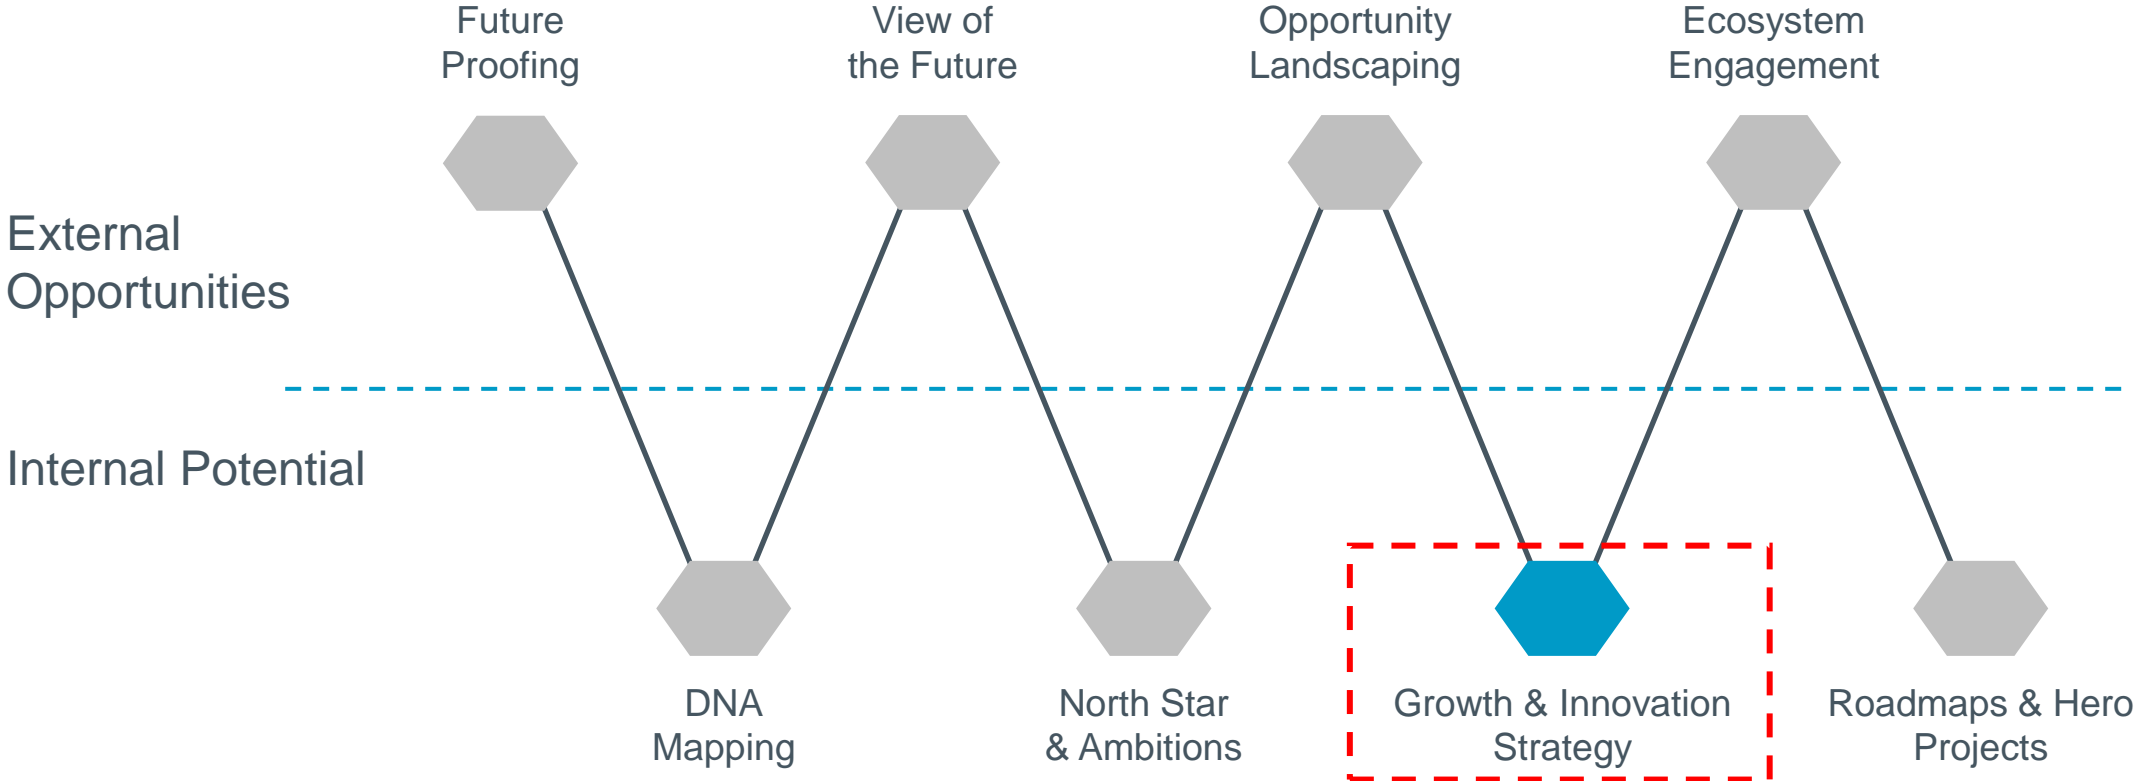 Future
Proofing
View of
the Future
Opportunity
Landscaping
Ecosystem
Engagement
External
Opportunities
Internal Potential
DNA
Mapping
North Star
& Ambitions
Growth & Innovation
Strategy
Roadmaps & Hero
Projects